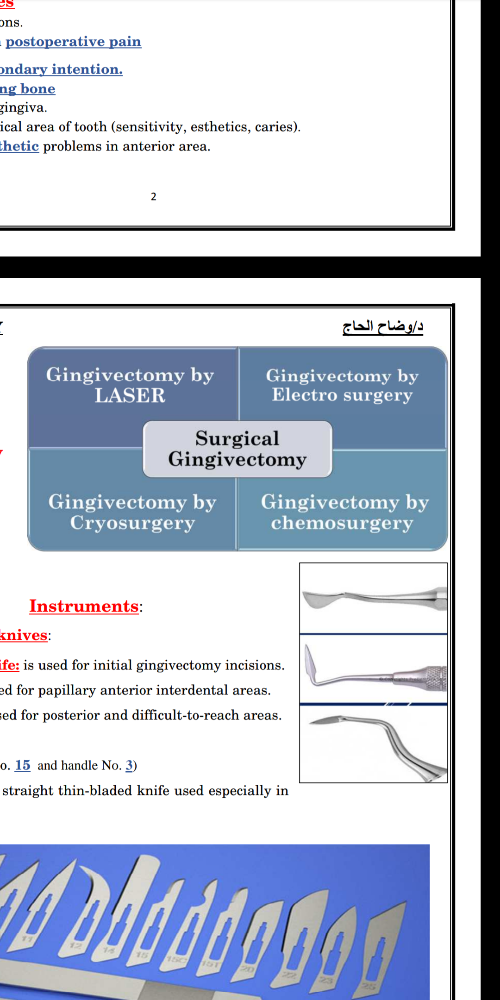 es
ons.
postoperative pain
ondary intention.
ng bone
gingiva.
ical area of tooth (sensitivity, esthetics, caries).
thetic problems in anterior area.
2
Y
د/وضاح الحاج
Gingivectomy by
LASER
Gingivectomy by
Electro surgery
Surgical
Gingivectomy
y
Gingivectomy by
Cryosurgery
Gingivectomy by
chemosurgery
Instruments:
knives:
ife: is used for initial gingivectomy incisions.
ed for papillary anterior interdental areas.
sed for posterior and difficult-to-reach areas.
o. 15 and handle No. 3)
straight thin-bladed knife used especially in
11
12
14
15
15C
15T
20
22
23
25